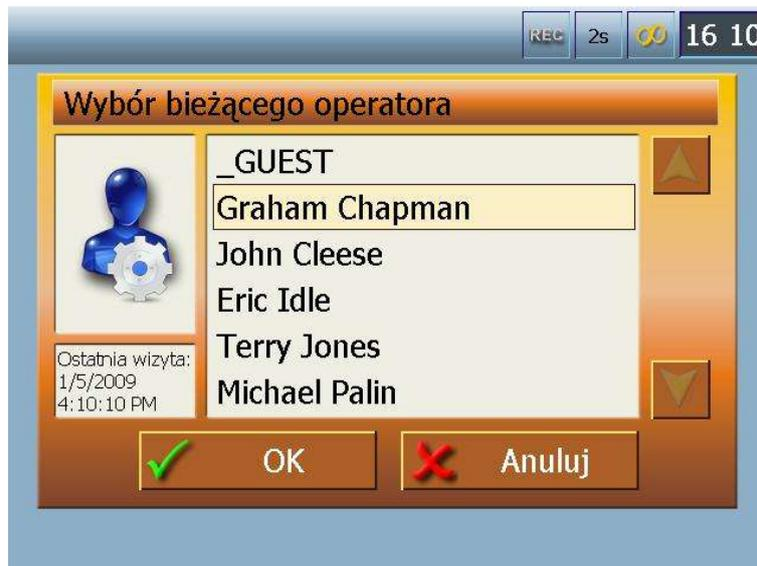 REC 2s 16 10
Wybór bieżącego operatora
_GUEST
Graham Chapman
John Cleese
Eric Idle
Terry Jones
Michael Palin
Ostatnia wizyta:
1/5/2009
4:10:10 PM
OK Anuluj